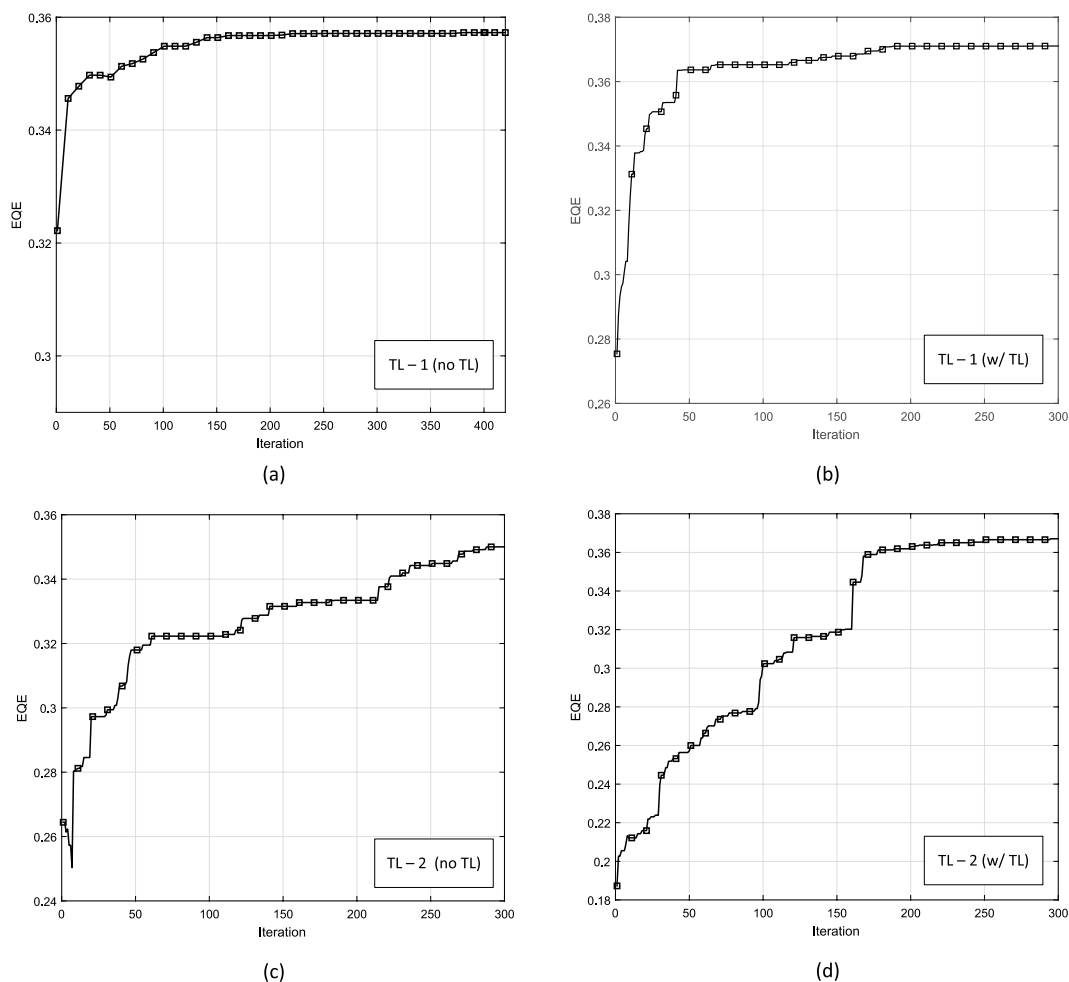 0.36
0.34
0.32
0.3
EQE
0 50 100 150 200 250 300 350 400
Iteration
TL – 1 (no TL)
(a)
0.38
0.36
0.34
0.32
0.3
0.28
0.26
EQE
0 50 100 150 200 250 300
Iteration
TL – 1 (w/ TL)
(b)
0.36
0.34
0.32
0.3
0.28
0.26
0.24
EQE
0 50 100 150 200 250 300
Iteration
TL – 2 (no TL)
(c)
0.38
0.36
0.34
0.32
0.3
0.28
0.26
0.24
0.22
0.2
0.18
EQE
0 50 100 150 200 250 300
Iteration
TL – 2 (w/ TL)
(d)